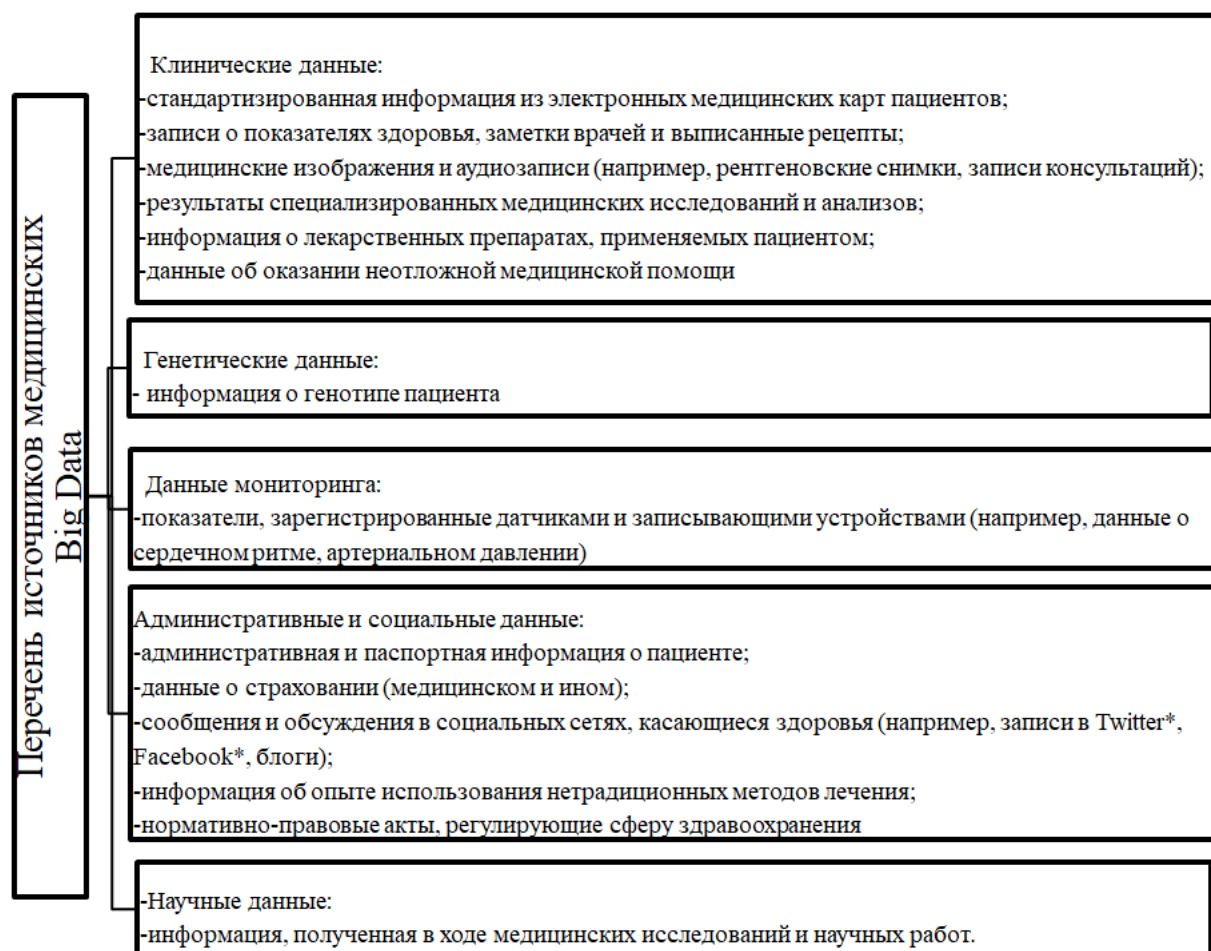 Перечень источников медицинских
Big Data
Клинические данные:
-стандартизированная информация из электронных медицинских карт пациентов;
-записи о показателях здоровья, заметки врачей и выписанные рецепты;
-медицинские изображения и аудиозаписи (например, рентгеновские снимки, записи консультаций);
-результаты специализированных медицинских исследований и анализов;
-информация о лекарственных препаратах, применяемых пациентом;
-данные об оказании неотложной медицинской помощи
Генетические данные:
- информация о генотипе пациента
Данные мониторинга:
-показатели, зарегистрированные датчиками и записывающими устройствами (например, данные о
сердечном ритме, артериальном давлении)
Административные и социальные данные:
-административная и паспортная информация о пациенте;
-данные о страховании (медицинском и ином);
-сообщения и обсуждения в социальных сетях, касающиеся здоровья (например, записи в Twitter*,
Facebook*, блоги);
-информация об опыте использования нетрадиционных методов лечения;
-нормативно-правовые акты, регулирующие сферу здравоохранения
-Научные данные:
-информация, полученная в ходе медицинских исследований и научных работ.